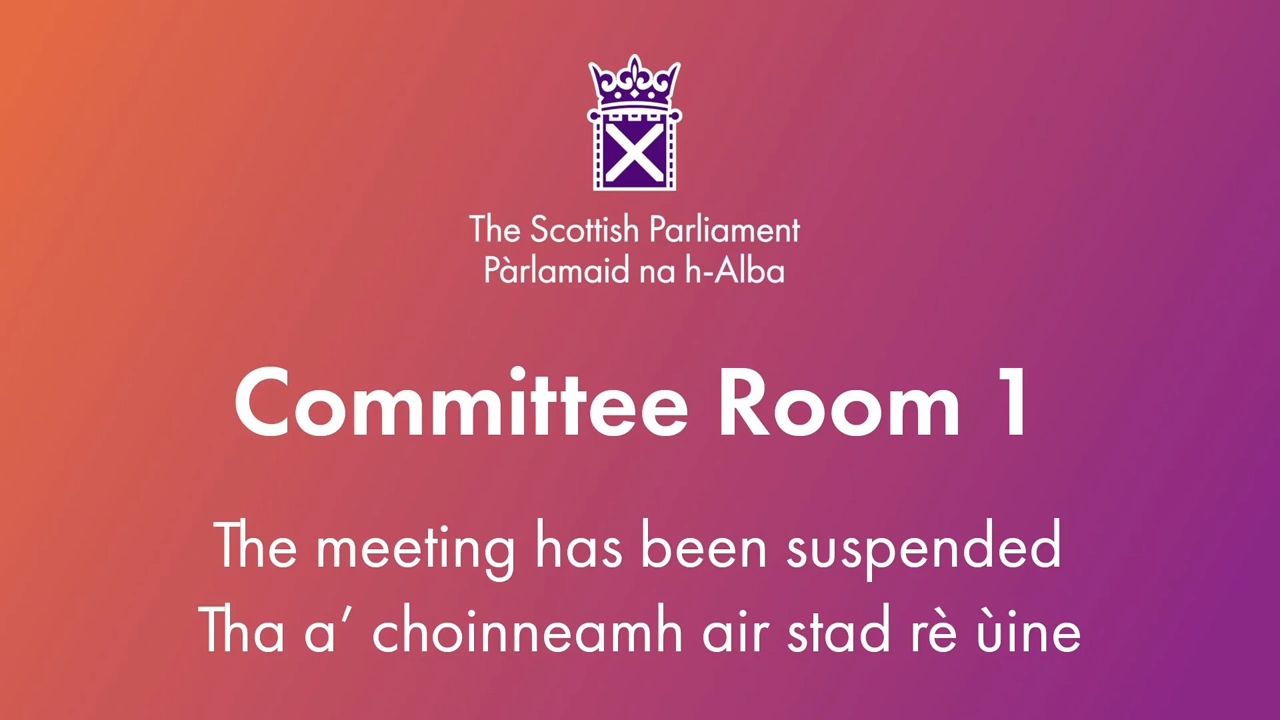 The Scottish Parliament
Pàrlamaid na h-Alba
Committee Room 1
The meeting has been suspended
Tha a’ choinneamh air stad rè ùine